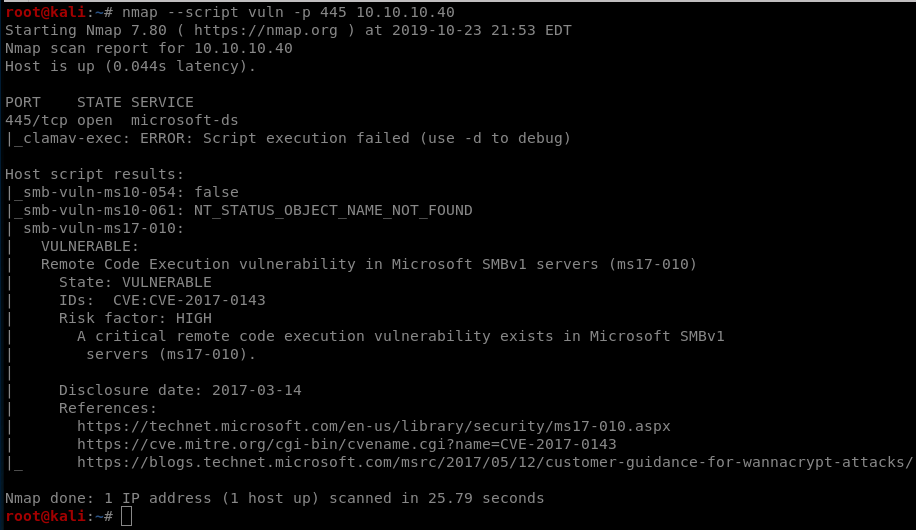 root@kali:~# nmap --script vuln -p 445 10.10.10.40
Starting Nmap 7.80 ( https://nmap.org ) at 2019-10-23 21:53 EDT
Nmap scan report for 10.10.10.40
Host is up (0.044s latency).

PORT    STATE SERVICE
445/tcp open  microsoft-ds
|_clamav-exec: ERROR: Script execution failed (use -d to debug)

Host script results:
|_smb-vuln-ms10-054: false
|_smb-vuln-ms10-061: NT_STATUS_OBJECT_NAME_NOT_FOUND
| smb-vuln-ms17-010:
|   VULNERABLE:
|   Remote Code Execution vulnerability in Microsoft SMBv1 servers (ms17-010)
|     State: VULNERABLE
|     IDs:  CVE:CVE-2017-0143
|     Risk factor: HIGH
|       A critical remote code execution vulnerability exists in Microsoft SMBv1
|        servers (ms17-010).
|
|     Disclosure date: 2017-03-14
|     References:
|       https://technet.microsoft.com/en-us/library/security/ms17-010.aspx
|       https://cve.mitre.org/cgi-bin/cvename.cgi?name=CVE-2017-0143
|_      https://blogs.technet.microsoft.com/msrc/2017/05/12/customer-guidance-for-wannacrypt-attacks/

Nmap done: 1 IP address (1 host up) scanned in 25.79 seconds
root@kali:~#